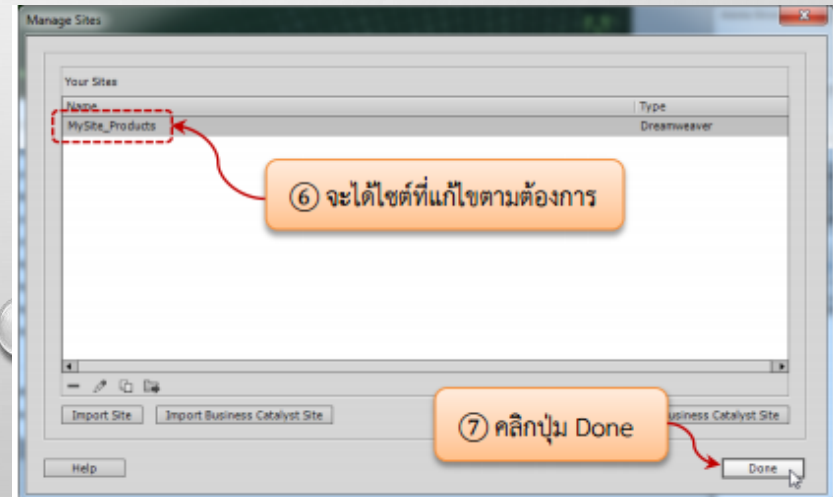 Manage Sites
Your Sites
Name Type
MySite_Products Dreamweaver
⑥ จะได้ไซต์ที่แก้ไขตามต้องการ
Import Site Import Business Catalyst Site Business Catalyst Site
⑦ คลิกปุ่ม Done
Help Done